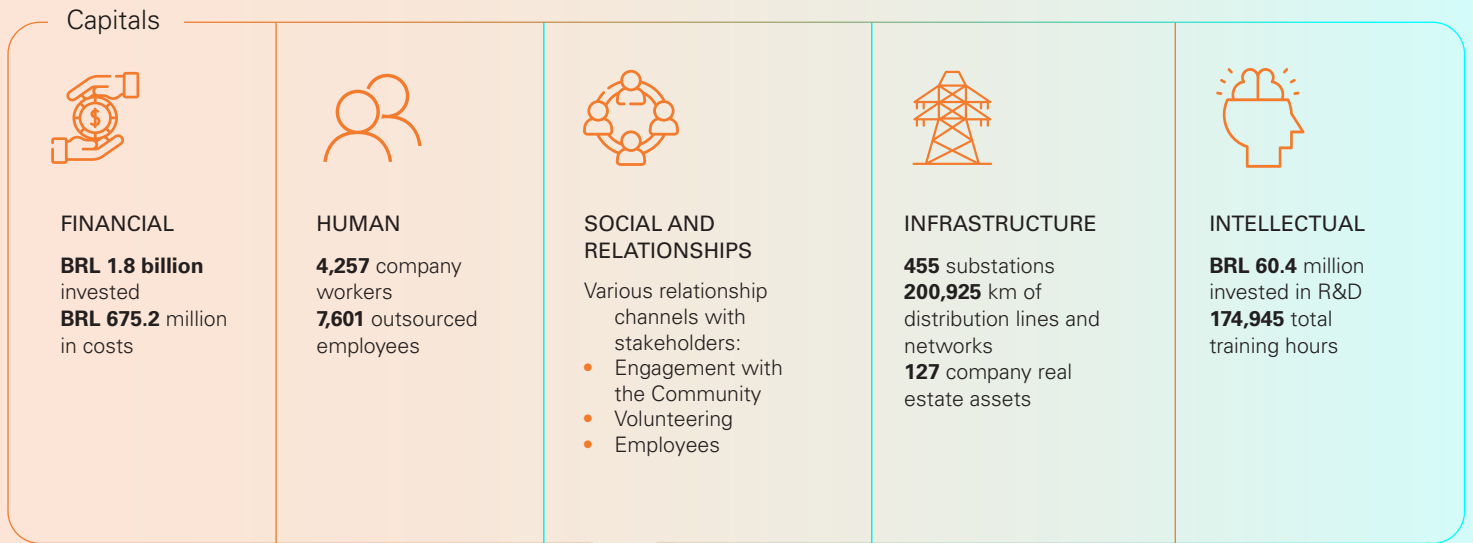 Capitals
$
FINANCIAL
BRL 1.8 billion
invested
BRL 675.2 million
in costs
HUMAN
4,257 company
workers
7,601 outsourced
employees
SOCIAL AND
RELATIONSHIPS
Various relationship
channels with
stakeholders:
• Engagement with
the Community
• Volunteering
• Employees
INFRASTRUCTURE
455 substations
200,925 km of
distribution lines and
networks
127 company real
estate assets
INTELLECTUAL
BRL 60.4 million
invested in R&D
174,945 total
training hours